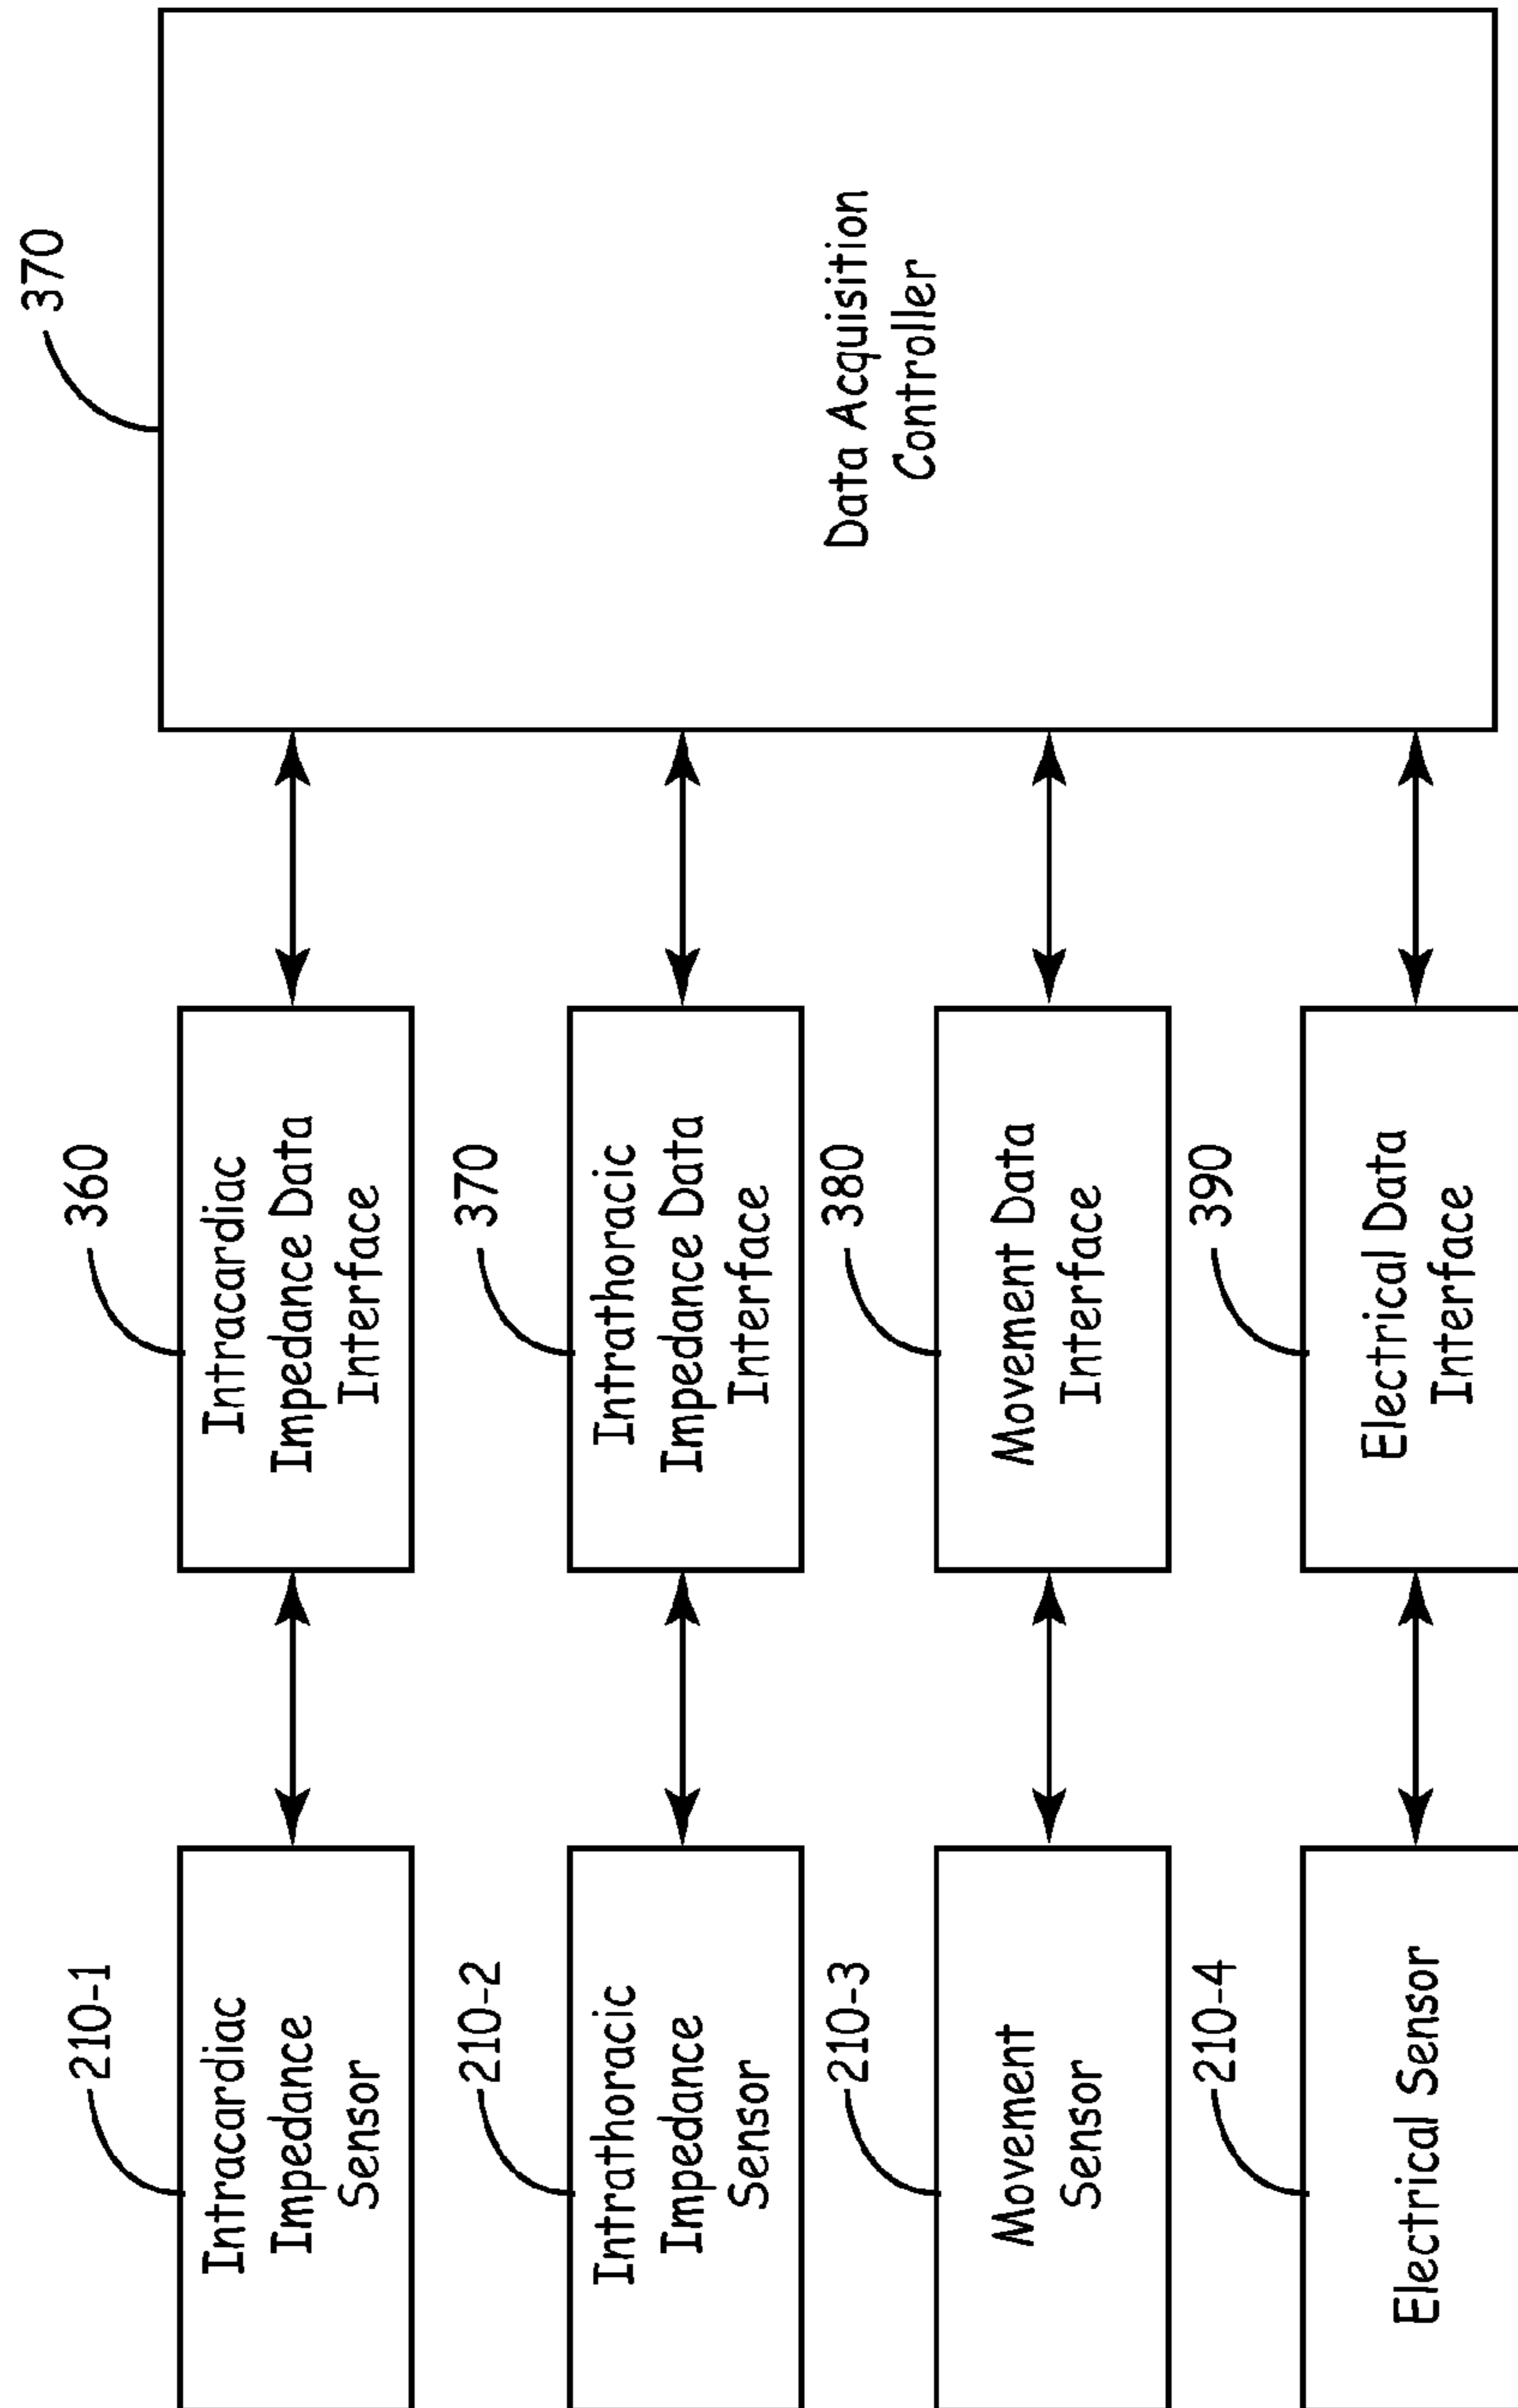 210-1
Intracardiac
Impedance
Sensor
360
Intracardiac
Impedance Data
Interface
370
Data Acquisition
Controller
210-2
Intrathoracic
Impedance
Sensor
370
Intrathoracic
Impedance Data
Interface
210-3
Movement
Sensor
380
Movement Data
Interface
210-4
Electrical Sensor
390
Electrical Data
Interface